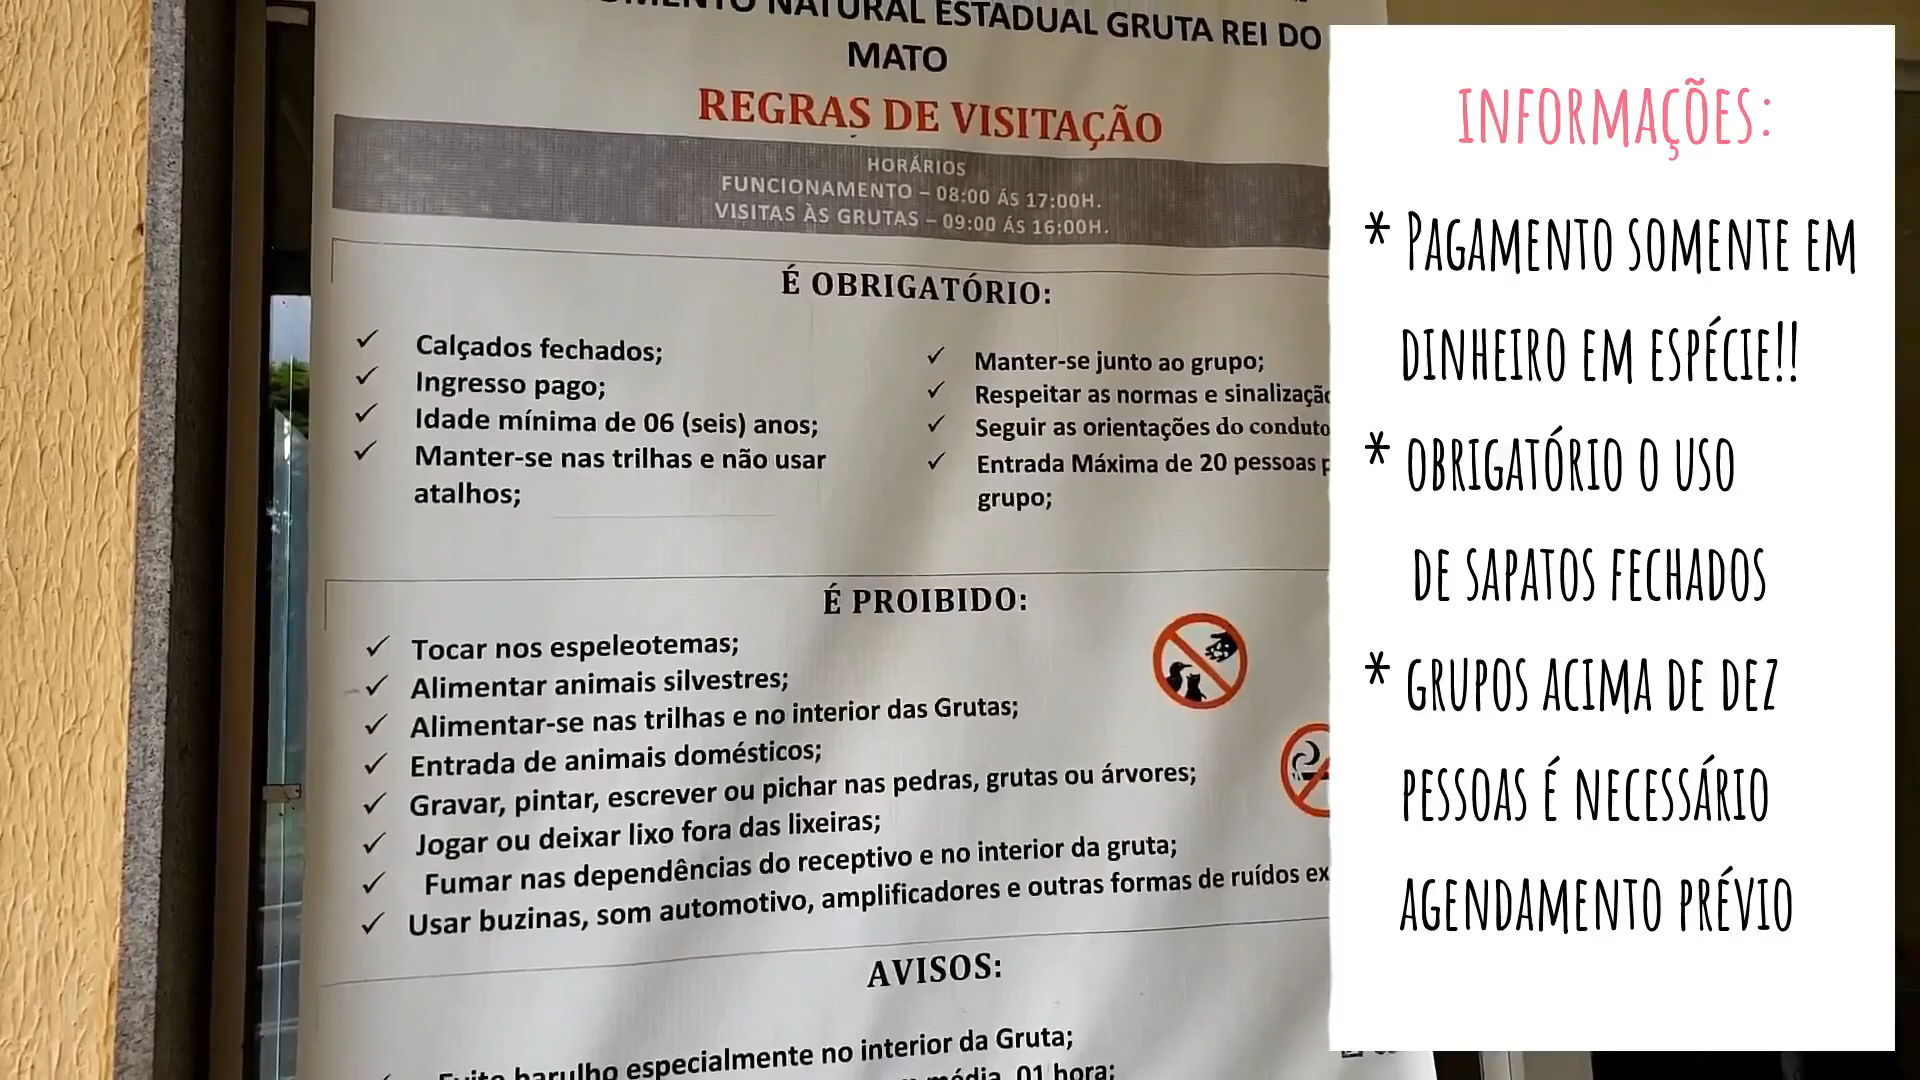 NATURAL ESTADUAL GRUTA REI DO
MATO
REGRAS DE VISITAÇÃO
HORÁRIOS
FUNCIONAMENTO – 08:00 ÁS 17:00H.
VISITAS ÀS GRUTAS – 09:00 ÁS 16:00H.
É OBRIGATÓRIO:
Calçados fechados;
Ingresso pago;
Idade mínima de 06 (seis) anos;
Manter-se nas trilhas e não usar
atalhos;
Manter-se junto ao grupo;
Respeitar as normas e
Seguir as orientações do
Entrada Máxima de 20 pessoas
grupo;
É PROIBIDO:
Tocar nos espeleotemas;
Alimentar animais silvestres;
Alimentar-se nas trilhas e no interior das Grutas;
Entrada de animais domésticos;
Gravar, pintar, escrever ou pichar nas pedras, grutas ou árvores;
Jogar ou deixar lixo fora das lixeiras;
Fumar nas dependências do receptivo e no interior da gruta;
Usar buzinas, som automotivo, amplificadores e outras formas de ruídos
AVISOS:
barulho especialmente no interior da Gruta;
média, 01 hora;
INFORMAÇÕES:
* PAGAMENTO SOMENTE EM
DINHEIRO EM ESPÉCIE!!
* OBRIGATÓRIO O USO
DE SAPATOS FECHADOS
* GRUPOS ACIMA DE DEZ
PESSOAS É NECESSÁRIO
AGENDAMENTO PRÉVIO